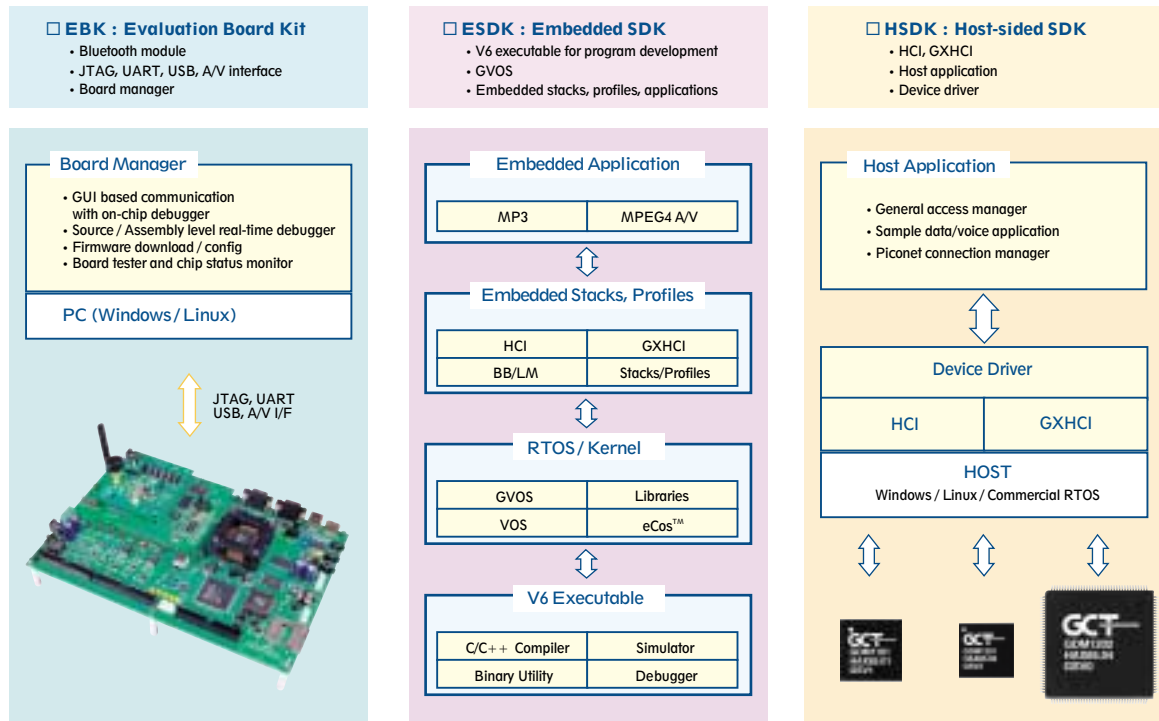 EBK : Evaluation Board Kit
• Bluetooth module
• JTAG, UART, USB, A/V interface
• Board manager
ESDK : Embedded SDK
• V6 executable for program development
• GVOS
• Embedded stacks, profiles, applications
HSDK : Host-sided SDK
• HCI, GXHCI
• Host application
• Device driver
Board Manager
• GUI based communication
with on-chip debugger
• Source / Assembly level real-time debugger
• Firmware download / config
• Board tester and chip status monitor
PC (Windows / Linux)
JTAG, UART
USB, A/V I/F
Embedded Application
MP3
MPEG4 A/V
Embedded Stacks, Profiles
HCI
GXHCI
BB/LM
Stacks/Profiles
RTOS / Kernel
GVOS
Libraries
VOS
eCos™
V6 Executable
C/C++ Compiler
Simulator
Binary Utility
Debugger
Host Application
• General access manager
• Sample data/voice application
• Piconet connection manager
Device Driver
HCI
GXHCI
HOST
Windows / Linux / Commercial RTOS
GCT
GCT
GCT